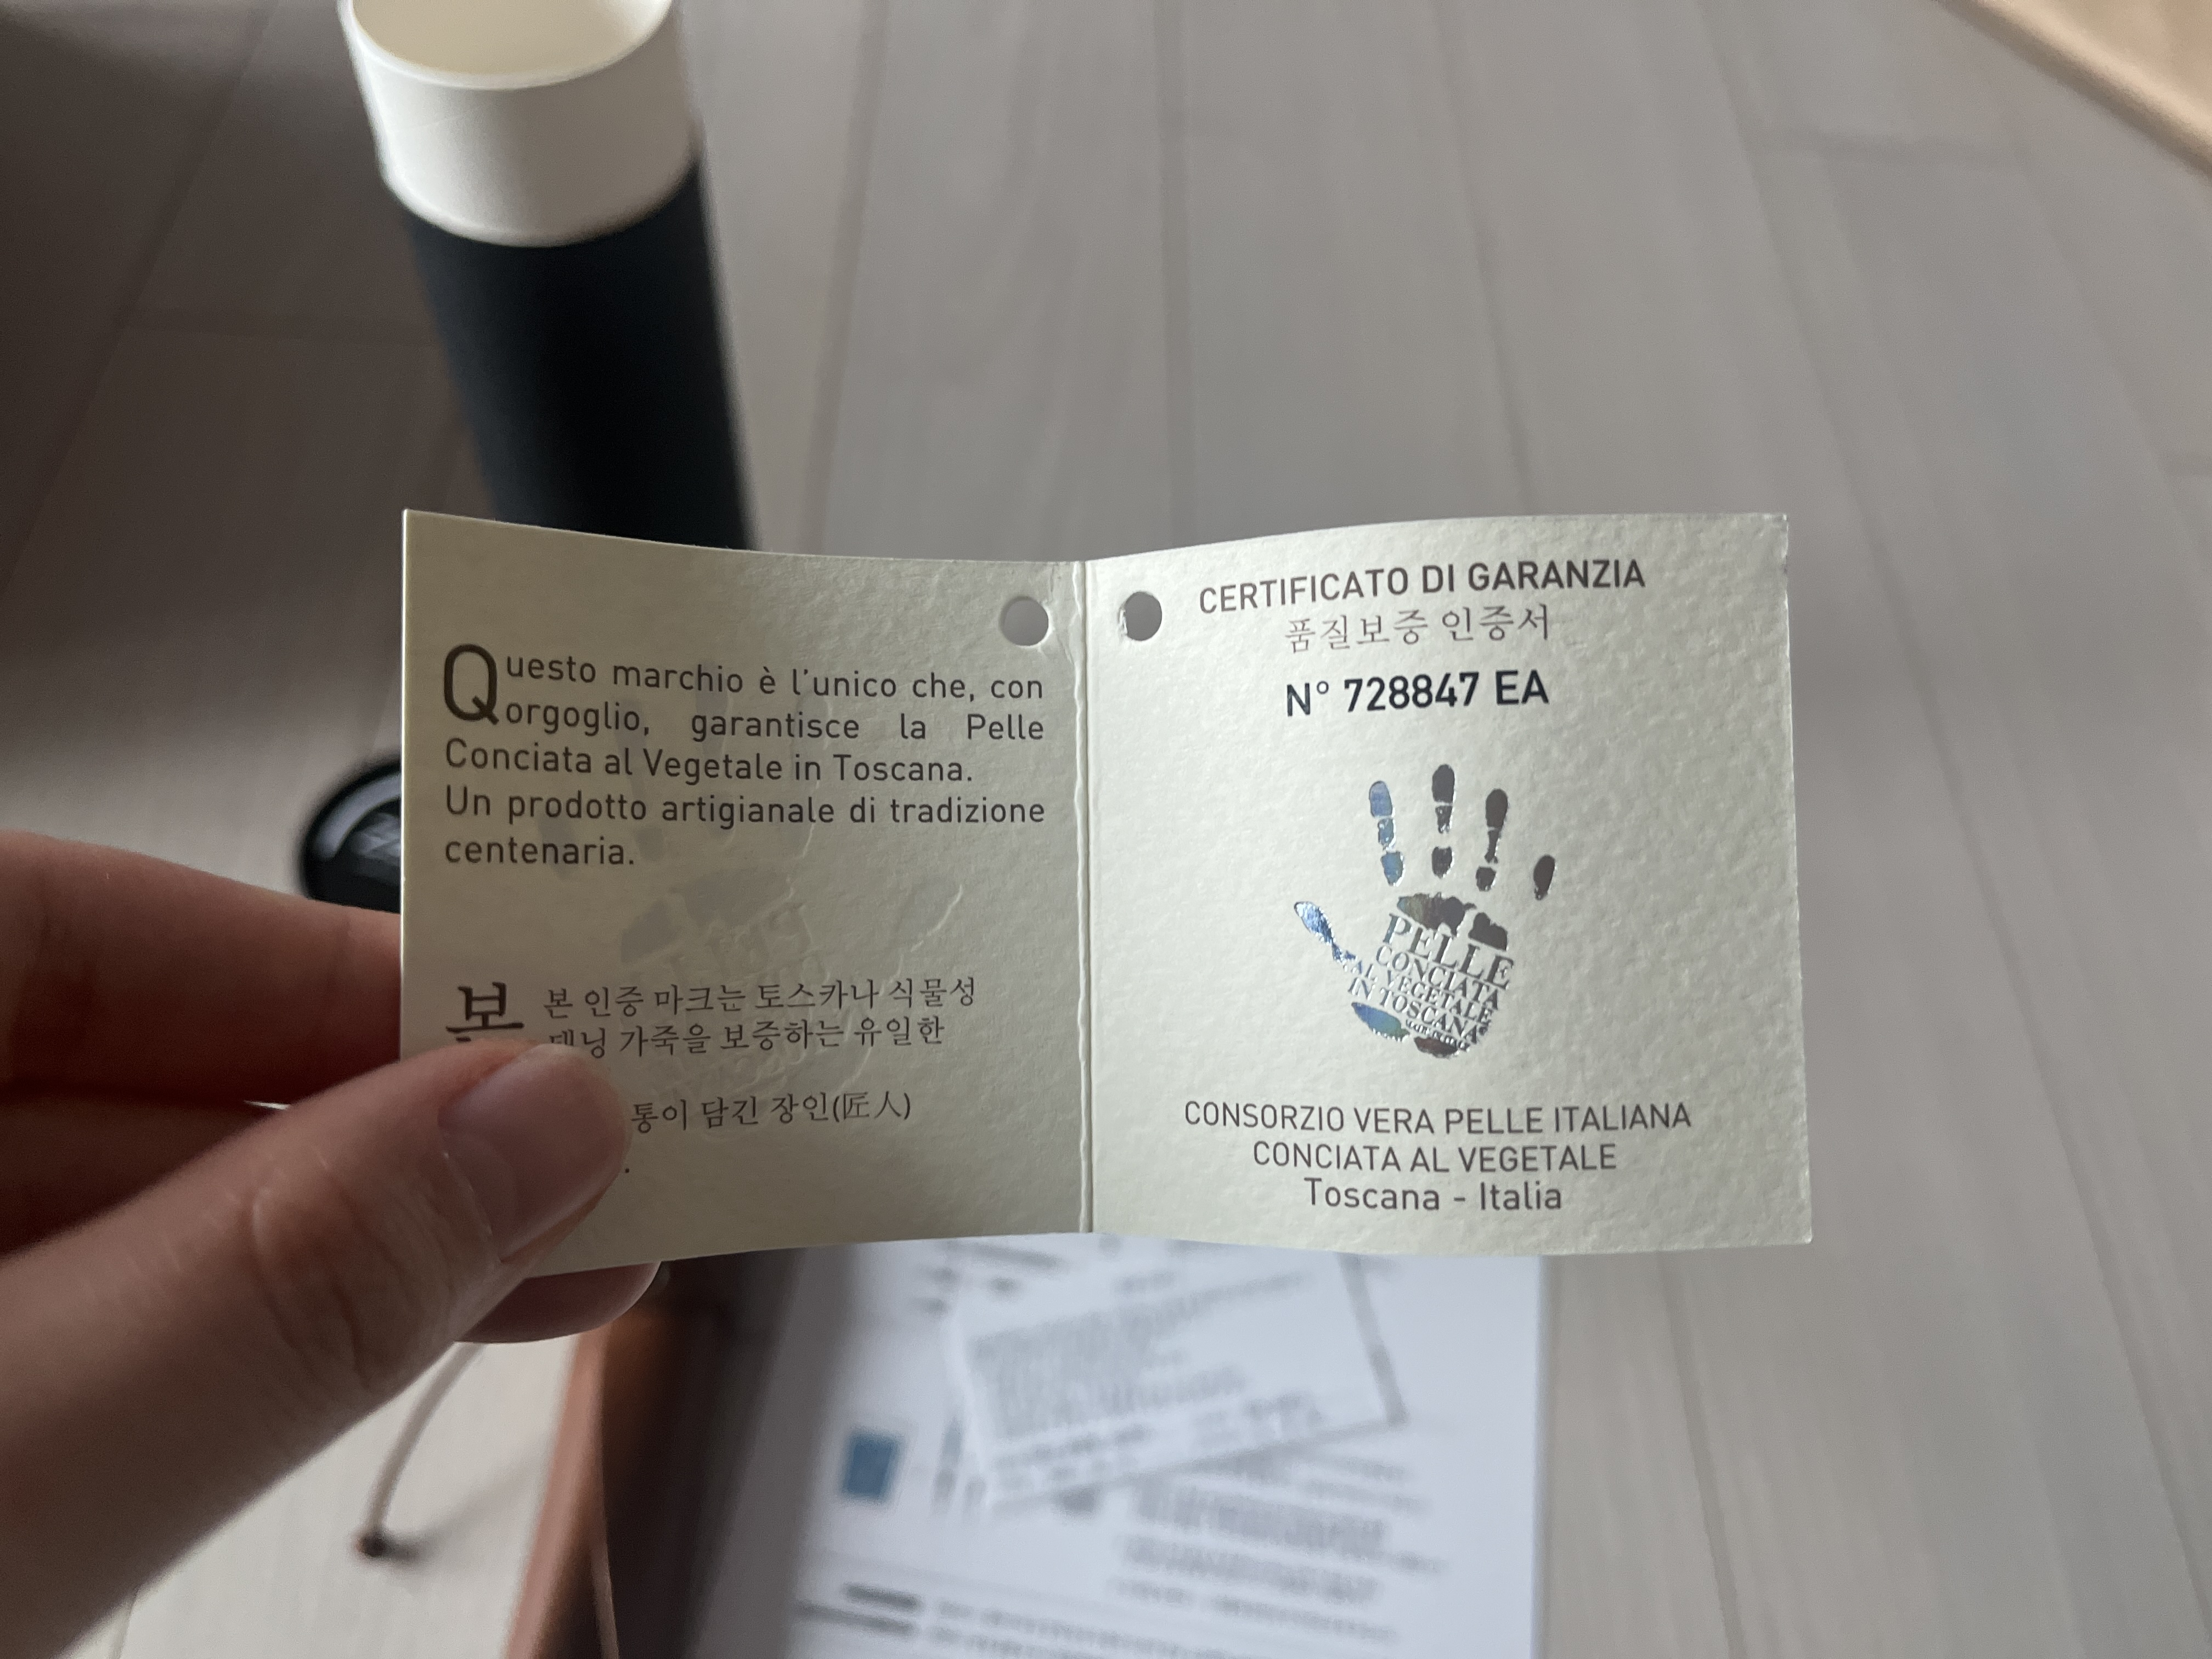 Questo marchio è l'unico che, con
orgoglio, garantisce la Pelle
Conciata al Vegetale in Toscana.
Un prodotto artigianale di tradizione
centenaria.
본 본 인증 마크는 토스카나 식물성
태닝 가죽을 보증하는 유일한
통이 담긴 장인(匠人)
.
CERTIFICATO DI GARANZIA
품질보증 인증서
N° 728847 EA
PELLE
CONCIATA
AL VEGETALE
IN TOSCANA
CONSORZIO VERA PELLE ITALIANA
CONCIATA AL VEGETALE
Toscana - Italia